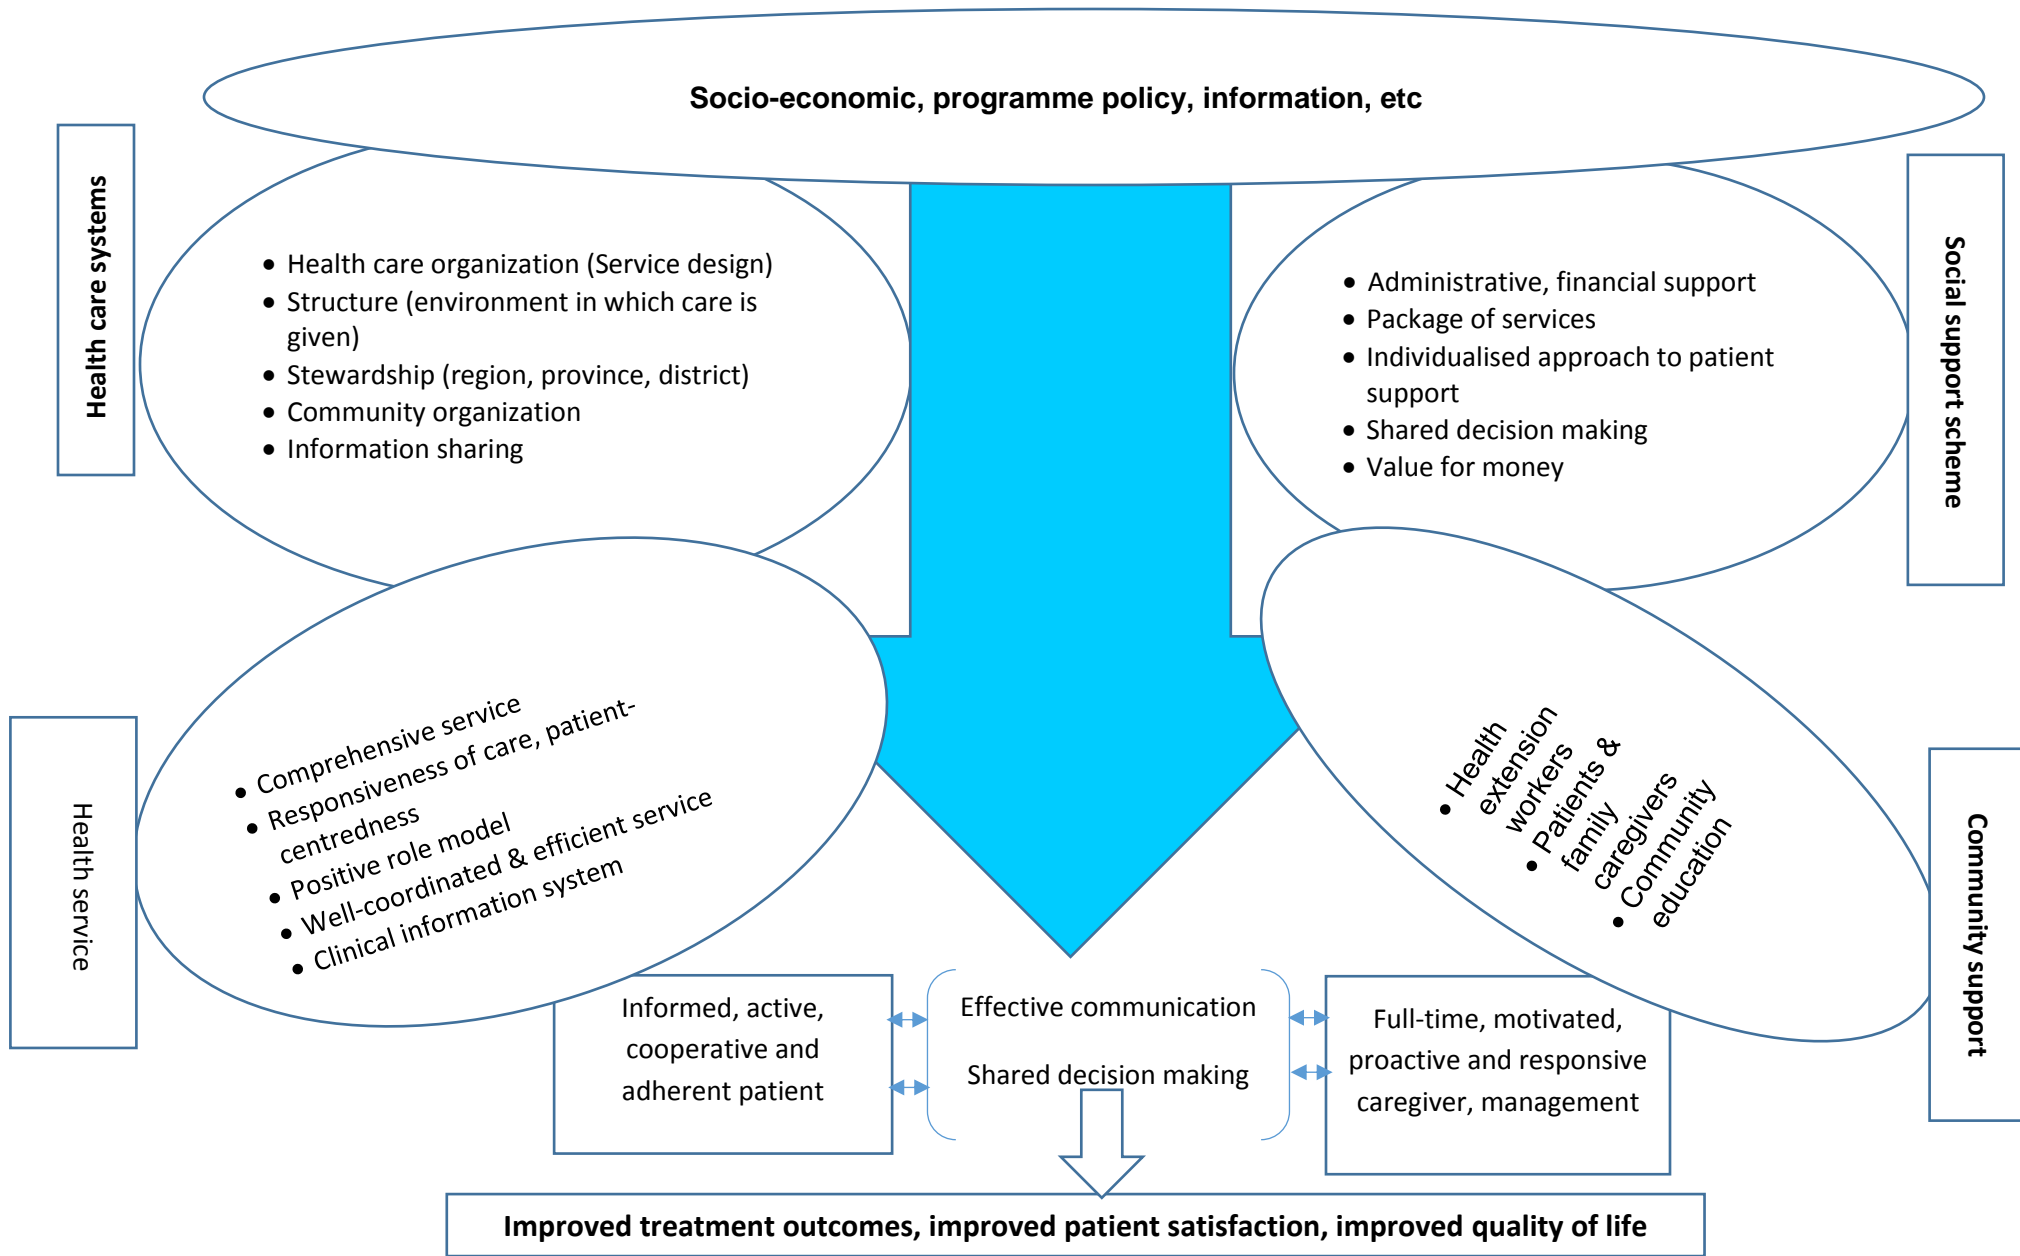 Socio-economic, programme policy, information, etc
Health care systems
• Health care organization (Service design)
• Structure (environment in which care is
given)
• Stewardship (region, province, district)
• Community organization
• Information sharing
• Administrative, financial support
• Package of services
• Individualised approach to patient
support
• Shared decision making
• Value for money
Social support scheme
Health service
• Comprehensive service
• Responsiveness of care, patient-
centredness
• Positive role model
• Well-coordinated & efficient service
• Clinical information system
• Health
extension
workers
• Patients &
family
caregivers
• Community
education
Community support
Informed, active,
cooperative and
adherent patient
Effective communication
Shared decision making
Full-time, motivated,
proactive and responsive
caregiver, management
Improved treatment outcomes, improved patient satisfaction, improved quality of life